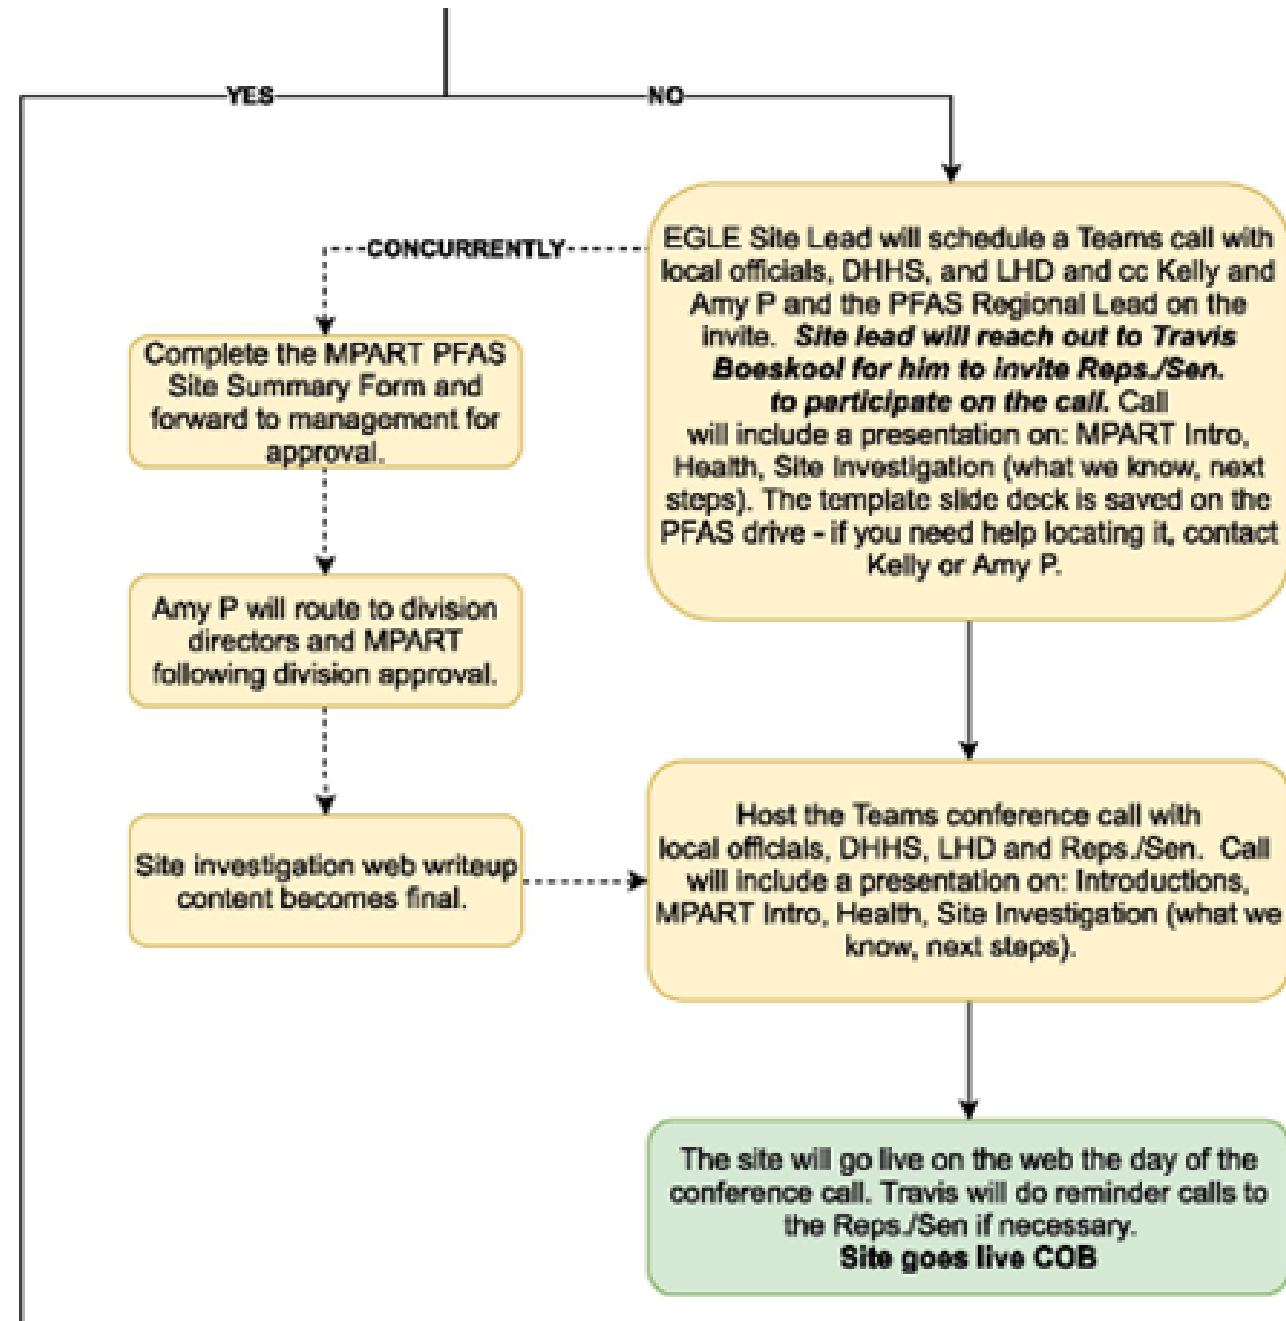 YES
NO
CONCURRENTLY
EGLE Site Lead will schedule a Teams call with
local officials, DHHS, and LHD and cc Kelly and
Amy P and the PFAS Regional Lead on the
invite. Site lead will reach out to Travis
Boeskool for him to invite Reps./Sen.
to participate on the call. Call
will include a presentation on: MPART Intro,
Health, Site Investigation (what we know, next
steps). The template slide deck is saved on the
PFAS drive - if you need help locating it, contact
Kelly or Amy P.
Complete the MPART PFAS
Site Summary Form and
forward to management for
approval.
Amy P will route to division
directors and MPART
following division approval.
Site investigation web writeup
content becomes final.
Host the Teams conference call with
local officials, DHHS, LHD and Reps./Sen. Call
will include a presentation on: Introductions,
MPART Intro, Health, Site Investigation (what we
know, next steps).
The site will go live on the web the day of the
conference call. Travis will do reminder calls to
the Reps./Sen if necessary.
Site goes live COB